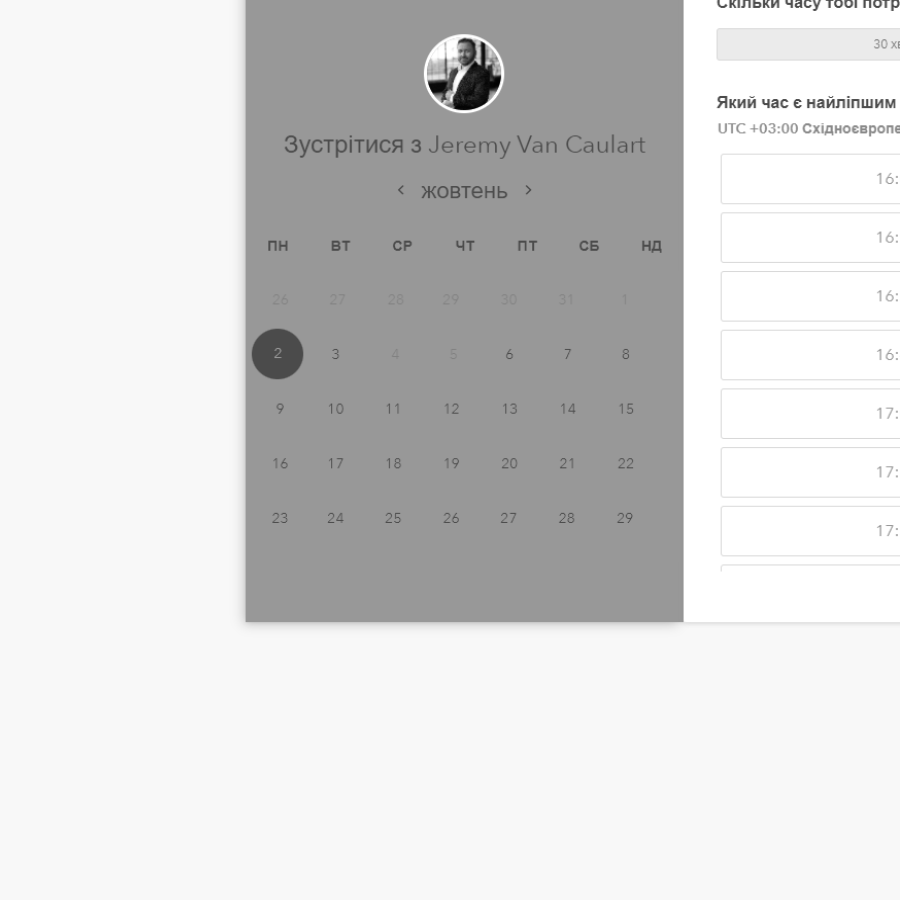 Зустрітися з Jeremy Van Caulart
жовтень
ПН ВТ СР ЧТ ПТ СБ НД
26 27 28 29 30 31 1
2 3 4 5 6 7 8
9 10 11 12 13 14 15
16 17 18 19 20 21 22
23 24 25 26 27 28 29
Скільки часу тобі
30
Який час є найліпшим
UTC +03:00
16:
16:
16:
16:
17:
17:
17: